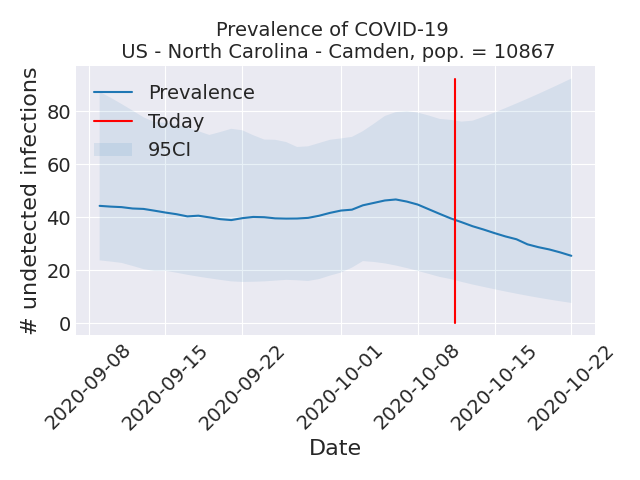 Prevalence of COVID-19
US - North Carolina - Camden, pop. = 10867
# undetected infections
80
60
40
20
0
Prevalence
Today
95CI
2020-09-08
2020-09-15
2020-09-22
2020-10-01
2020-10-08
2020-10-15
2020-10-22
Date